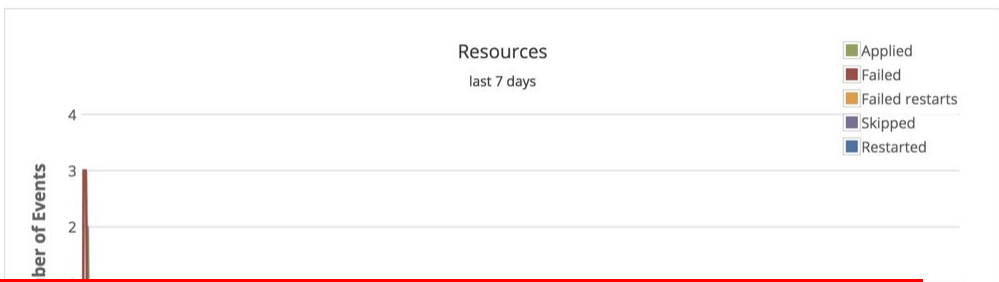 Resources
last 7 days
Applied
Failed
Failed restarts
Skipped
Restarted
4
3
2
ber of Events